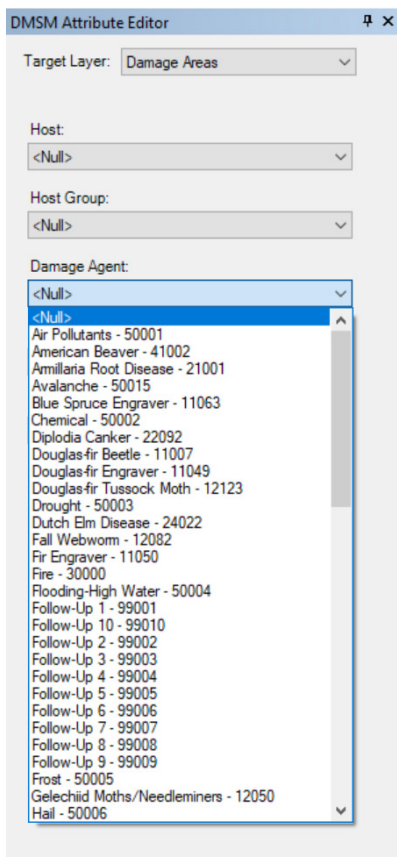 DMSM Attribute Editor
Target Layer: Damage Areas
Host:
<Null>
Host Group:
<Null>
Damage Agent:
<Null>
<Null>
Air Pollutants - 50001
American Beaver - 41002
Armillaria Root Disease - 21001
Avalanche - 50015
Blue Spruce Engraver - 11063
Chemical - 50002
Diplodia Canker - 22092
Douglas-fir Beetle - 11007
Douglas-fir Engraver - 11049
Douglas-fir Tussock Moth - 12123
Drought - 50003
Dutch Elm Disease - 24022
Fall Webworm - 12082
Fir Engraver - 11050
Fire - 30000
Flooding-High Water - 50004
Follow-Up 1 - 99001
Follow-Up 10 - 99010
Follow-Up 2 - 99002
Follow-Up 3 - 99003
Follow-Up 4 - 99004
Follow-Up 5 - 99005
Follow-Up 6 - 99006
Follow-Up 7 - 99007
Follow-Up 8 - 99008
Follow-Up 9 - 99009
Frost - 50005
Gelechiid Moths/Needleminers - 12050
Hail - 50006